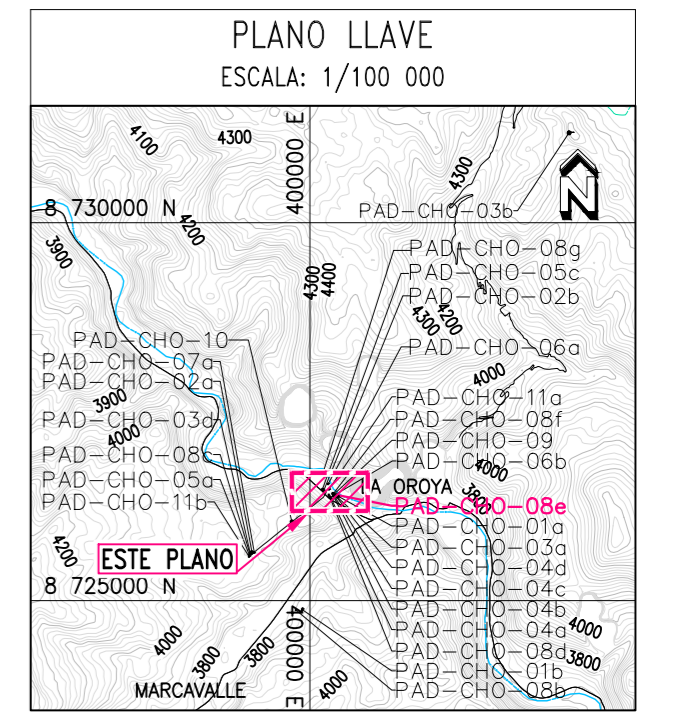 PLANO LLAVE
ESCALA: 1/100 000
4100
4300
400000 E
4300
PAD-CHO-03b
N
8 730000 N
4200
3900
PAD-CHO-08g
PAD-CHO-05c
PAD-CHO-02b
4300
4400
4200
4300
PAD-CHO-10
PAD-CHO-07a
PAD-CHO-02a
PAD-CHO-06a
4000
3900
PAD-CHO-11a
PAD-CHO-03d
PAD-CHO-08f
4000
PAD-CHO-09
PAD-CHO-08c
PAD-CHO-06b
4000
PAD-CHO-05a
A OROYA
3800
PAD-CHO-11b
PAD-CHO-08e
PAD-CHO-01a
PAD-CHO-03a
4200
ESTE PLANO
PAD-CHO-04d
8 725000 N
PAD-CHO-04c
PAD-CHO-04b
400000 E
PAD-CHO-04a
4000
4000
3800
3800
PAD-CHO-08d
3800
PAD-CHO-01b
MARCAVALLE
4000
PAD-CHO-08b